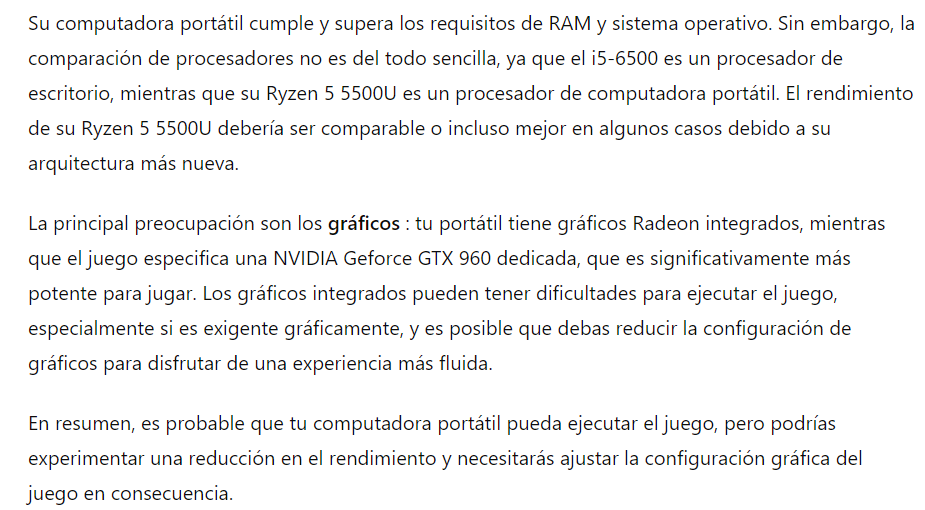 Su computadora portátil cumple y supera los requisitos de RAM y sistema operativo. Sin embargo, la
comparación de procesadores no es del todo sencilla, ya que el i5-6500 es un procesador de
escritorio, mientras que su Ryzen 5 5500U es un procesador de computadora portátil. El rendimiento
de su Ryzen 5 5500U debería ser comparable o incluso mejor en algunos casos debido a su
arquitectura más nueva.
La principal preocupación son los gráficos : tu portátil tiene gráficos Radeon integrados, mientras
que el juego especifica una NVIDIA Geforce GTX 960 dedicada, que es significativamente más
potente para jugar. Los gráficos integrados pueden tener dificultades para ejecutar el juego,
especialmente si es exigente gráficamente, y es posible que debas reducir la configuración de
gráficos para disfrutar de una experiencia más fluida.
En resumen, es probable que tu computadora portátil pueda ejecutar el juego, pero podrías
experimentar una reducción en el rendimiento y necesitarás ajustar la configuración gráfica del
juego en consecuencia.